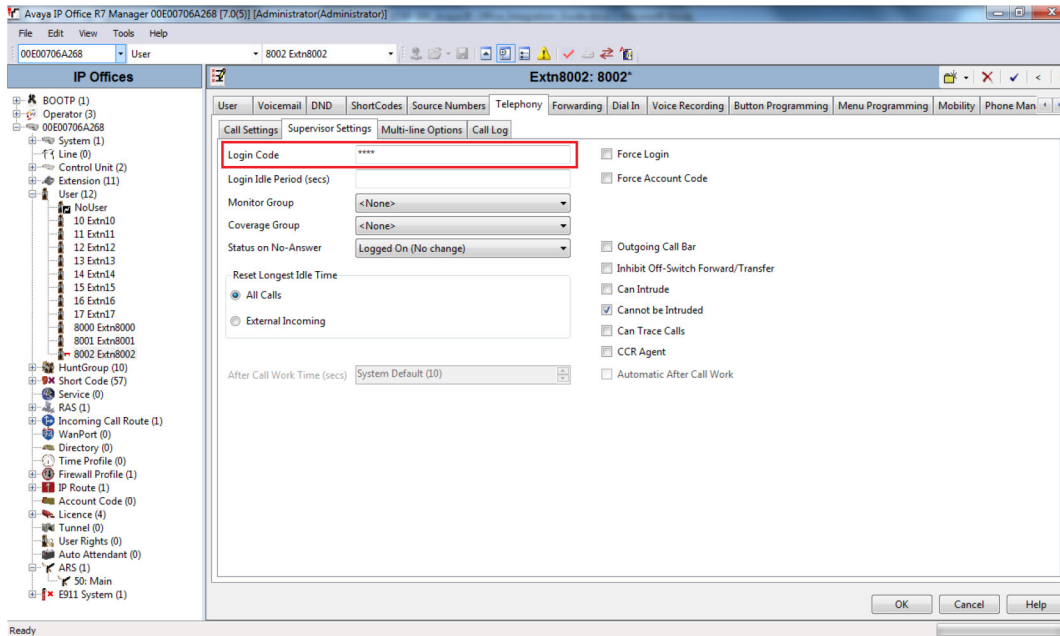 Avaya IP Office R7 Manager 00E00706A268 [7.0(5)] [Administrator(Administrator)]
File Edit View Tools Help
00E00706A268 User 8002 Extn8002
IP Offices
Extn8002: 8002*
BOOTP (1)
Operator (3)
00E00706A268
System (1)
Line (0)
Control Unit (2)
Extension (11)
User (12)
NoUser
10 Extn10
11 Extn11
12 Extn12
13 Extn13
14 Extn14
15 Extn15
16 Extn16
17 Extn17
8000 Extn8000
8001 Extn8001
8002 Extn8002
HuntGroup (10)
Short Code (57)
Service (0)
RAS (1)
Incoming Call Route (1)
WanPort (0)
Directory (0)
Time Profile (0)
Firewall Profile (1)
IP Route (1)
Account Code (0)
Licence (4)
Tunnel (0)
User Rights (0)
Auto Attendant (0)
ARS (1)
50: Main
E911 System (1)
User Voicemail DND ShortCodes Source Numbers Telephony Forwarding Dial In Voice Recording Button Programming Menu Programming Mobility Phone Man
Call Settings Supervisor Settings Multi-line Options Call Log
Login Code ****
Force Login
Login Idle Period (secs)
Force Account Code
Monitor Group <None>
Coverage Group <None>
Status on No-Answer Logged On (No change)
Outgoing Call Bar
Inhibit Off-Switch Forward/Transfer
Reset Longest Idle Time
Can Intrude
All Calls
Cannot be Intruded
External Incoming
Can Trace Calls
CCR Agent
After Call Work Time (secs) System Default (10)
Automatic After Call Work
OK Cancel Help
Ready